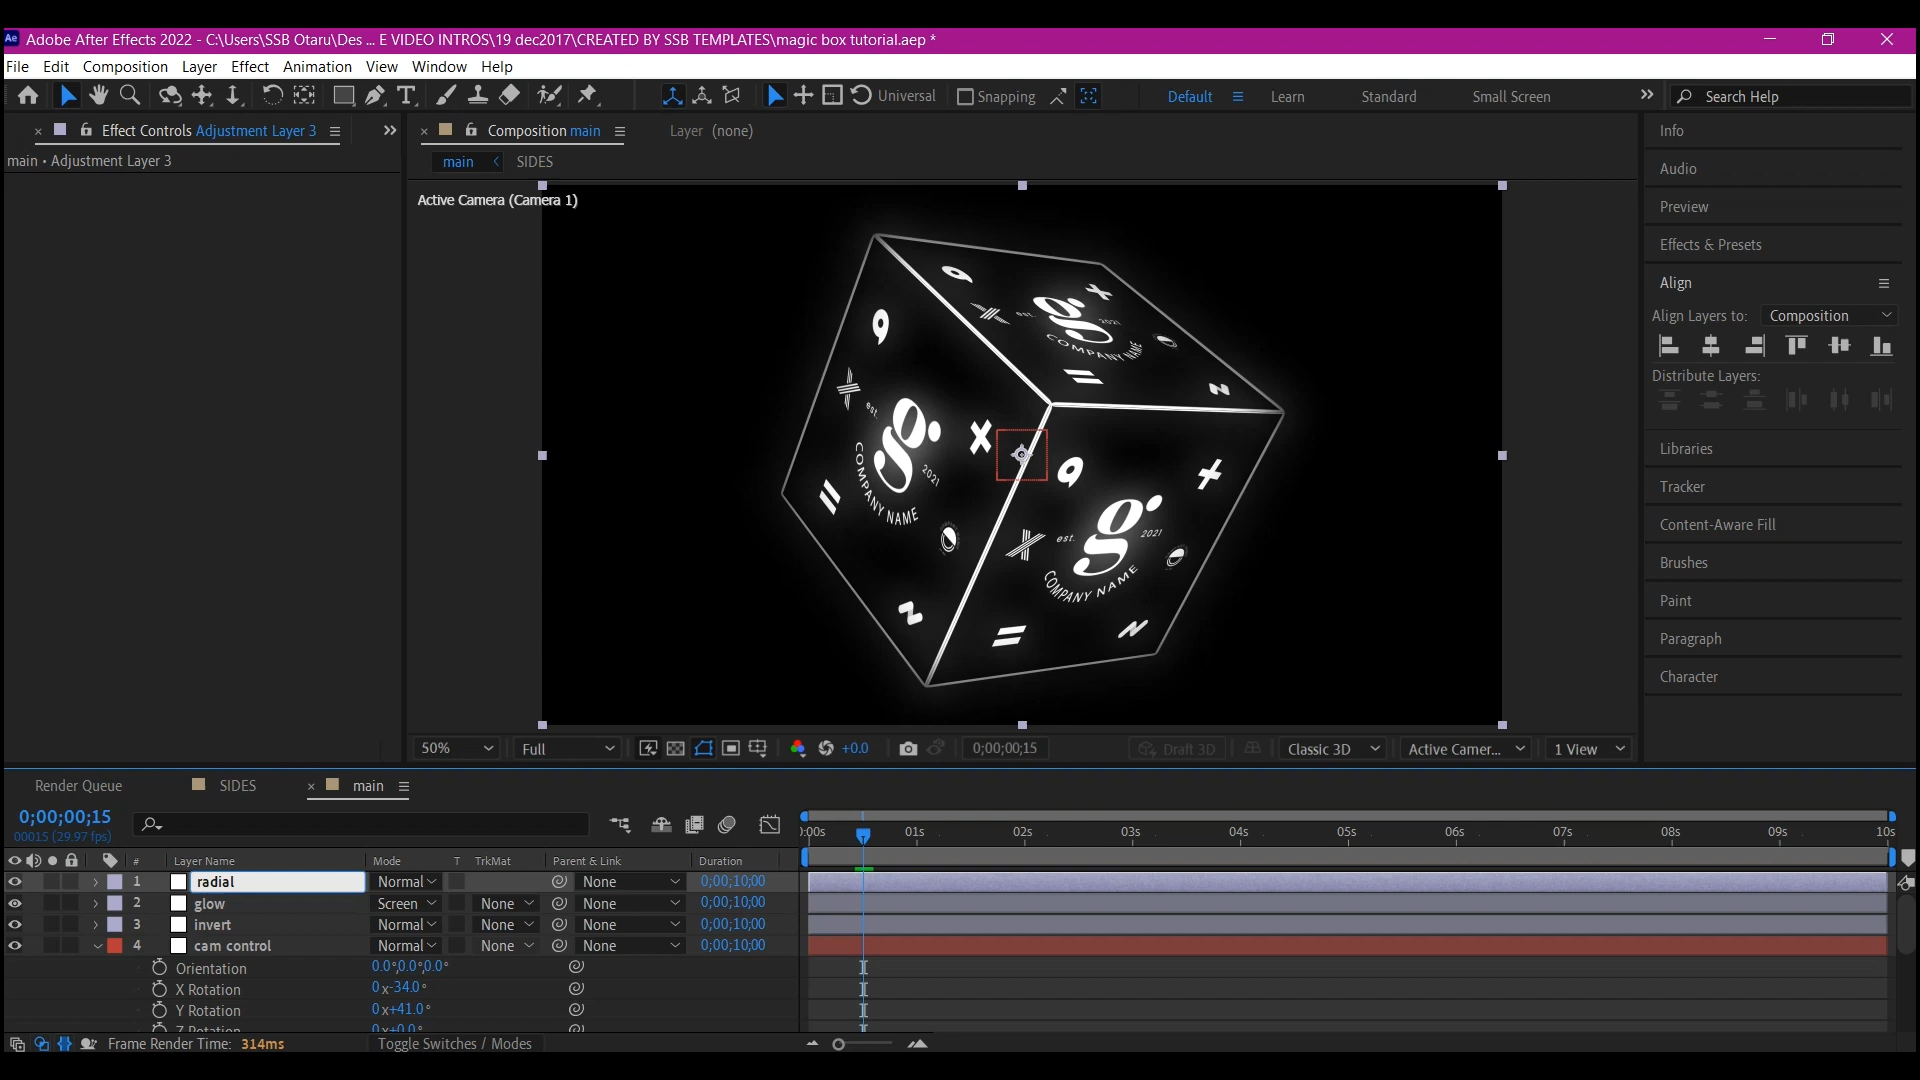 Ae Adobe After Effects 2022 - C:\Users\SSB Otaru\Des ... E VIDEO INTROS\19 dec2017\CREATED BY SSB TEMPLATES\magic box tutorial.aep *
File Edit Composition Layer Effect Animation View Window Help
Universal Snapping Default Learn Standard Small Screen Search Help
Effect Controls Adjustment Layer 3
Composition main
Layer (none)
main • Adjustment Layer 3
main SIDES
Active Camera (Camera 1)
g
est.
2021
COMPANY NAME
g
est.
2021
COMPANY NAME
g
est.
2021
COMPANY NAME
50% Full +0.0 0;00;00;15 Draft 3D Classic 3D Active Camer... 1 View
Info
Audio
Preview
Effects & Presets
Align
Align Layers to: Composition
Distribute Layers:
Libraries
Tracker
Content-Aware Fill
Brushes
Paint
Paragraph
Character
Render Queue SIDES main
0;00;00;15
00015 (29.97 fps)
):00s 01s 02s 03s 04s 05s 06s 07s 08s 09s 10s
# Layer Name Mode T TrkMat Parent & Link Duration
1 radial Normal None 0;00;10;00
2 glow Screen None None 0;00;10;00
3 invert Normal None None 0;00;10;00
4 cam control Normal None None 0;00;10;00
Orientation 0.0°,0.0°,0.0°
X Rotation 0x-34.0°
Y Rotation 0x+41.0°
Z Rotation 0x+0.0°
Frame Render Time: 314ms Toggle Switches / Modes